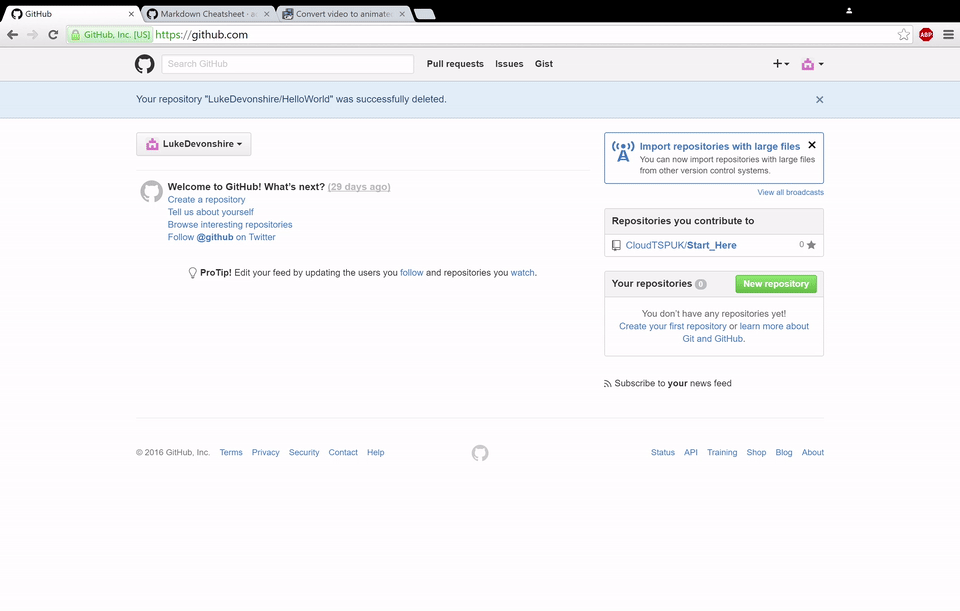 GitHub
Markdown Cheatsheet
Convert video to animate
GitHub, Inc. [US] https://github.com
ABP
Search GitHub
Pull requests Issues Gist
Your repository "LukeDevonshire/HelloWorld" was successfully deleted.
LukeDevonshire
Welcome to GitHub! What's next? (29 days ago)
Create a repository
Tell us about yourself
Browse interesting repositories
Follow @github on Twitter
ProTip! Edit your feed by updating the users you follow and repositories you watch.
Import repositories with large files
You can now import repositories with large files
from other version control systems.
View all broadcasts
Repositories you contribute to
CloudTSPUK/Start_Here 0
Your repositories 0 New repository
You don't have any repositories yet!
Create your first repository or learn more about
Git and GitHub.
Subscribe to your news feed
© 2016 GitHub, Inc. Terms Privacy Security Contact Help
Status API Training Shop Blog About